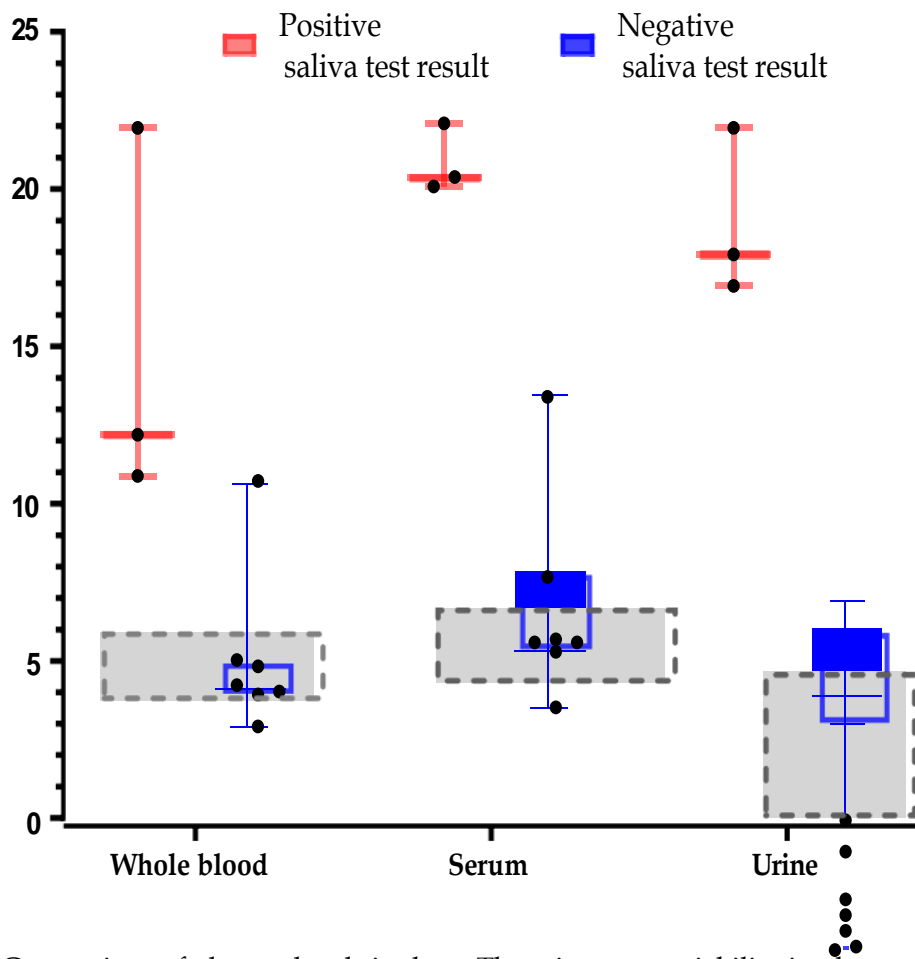 25
Positive
saliva test result
Negative
saliva test result
20
15
10
5
0
Whole blood
Serum
Urine